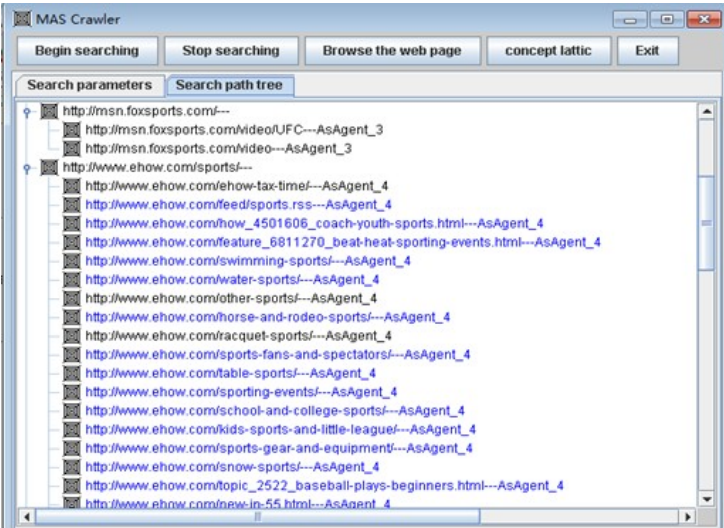 MAS Crawler
Begin searching Stop searching Browse the web page concept lattic Exit
Search parameters Search path tree
http://msn.foxsports.com/---
http://msn.foxsports.com/video/UFC---AsAgent_3
http://msn.foxsports.com/video---AsAgent_3
http://www.ehow.com/sports/---
http://www.ehow.com/ehow-tax-time/---AsAgent_4
http://www.ehow.com/feed/sports.rss---AsAgent_4
http://www.ehow.com/how_4501606_coach-youth-sports.html---AsAgent_4
http://www.ehow.com/feature_6811270_beat-heat-sporting-events.html---AsAgent_4
http://www.ehow.com/swimming-sports/---AsAgent_4
http://www.ehow.com/water-sports/---AsAgent_4
http://www.ehow.com/other-sports/---AsAgent_4
http://www.ehow.com/horse-and-rodeo-sports/---AsAgent_4
http://www.ehow.com/racquet-sports/---AsAgent_4
http://www.ehow.com/sports-fans-and-spectators/---AsAgent_4
http://www.ehow.com/table-sports/---AsAgent_4
http://www.ehow.com/sporting-events/---AsAgent_4
http://www.ehow.com/school-and-college-sports/---AsAgent_4
http://www.ehow.com/kids-sports-and-little-league/---AsAgent_4
http://www.ehow.com/sports-gear-and-equipment/---AsAgent_4
http://www.ehow.com/snow-sports/---AsAgent_4
http://www.ehow.com/topic_2522_baseball-plays-beginners.html---AsAgent_4
http://www.ehow.com/new-in-55.html---AsAgent_4